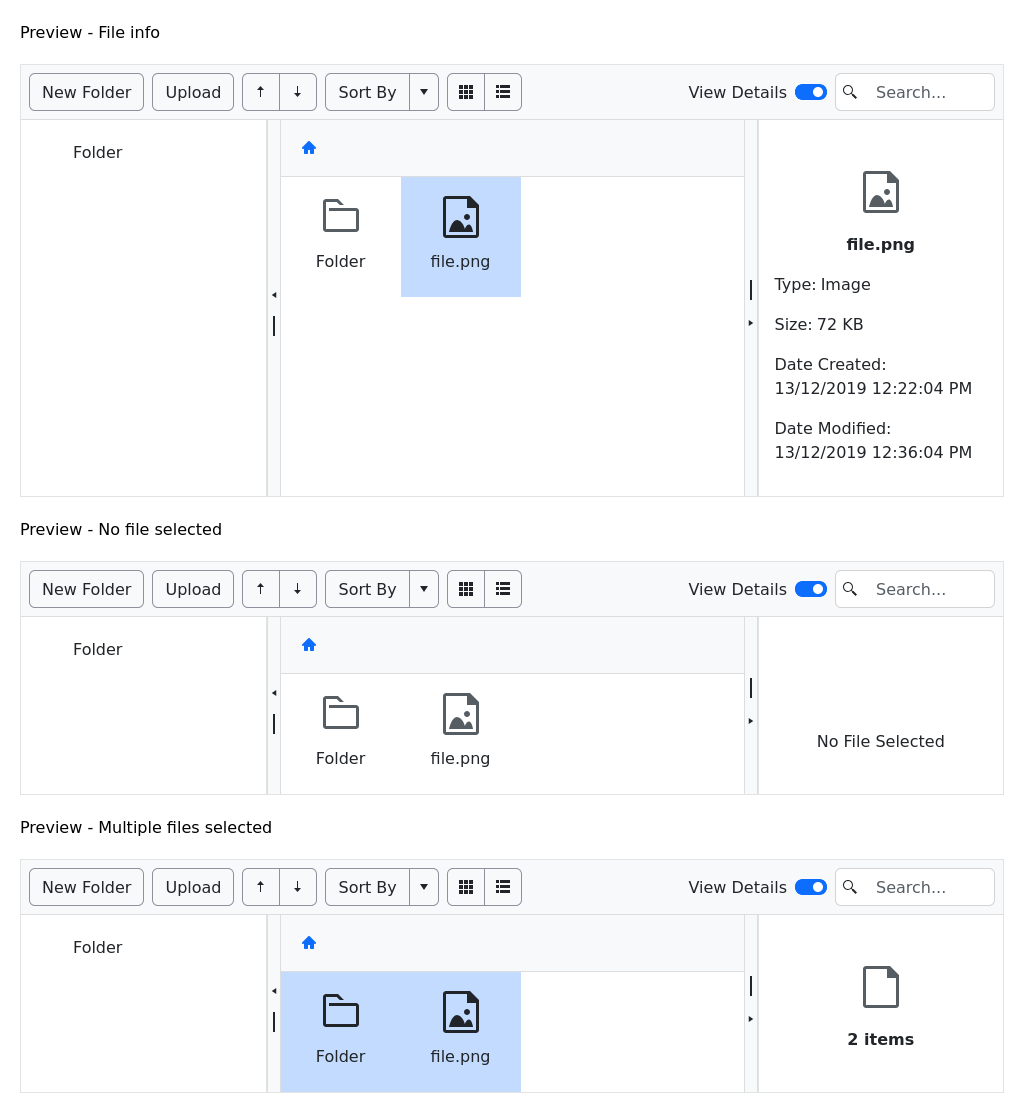 Preview - File info
New Folder Upload Sort By View Details Search...
Folder
Folder file.png
file.png
Type: Image
Size: 72 KB
Date Created:
13/12/2019 12:22:04 PM
Date Modified:
13/12/2019 12:36:04 PM
Preview - No file selected
New Folder Upload Sort By View Details Search...
Folder
Folder file.png
No File Selected
Preview - Multiple files selected
New Folder Upload Sort By View Details Search...
Folder
Folder file.png
2 items